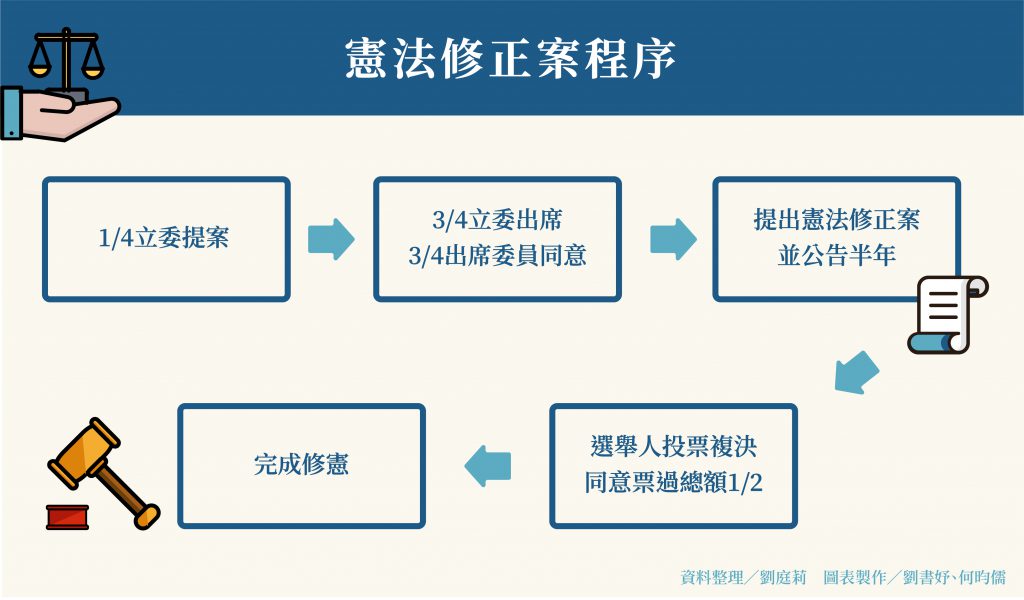 憲法修正案程序
1/4立委提案
3/4立委出席
3/4出席委員同意
提出憲法修正案
並公告半年
選舉人投票複決
同意票過總額1/2
完成修憲
資料整理／劉庭莉　圖表製作／劉書妤、何昀儒